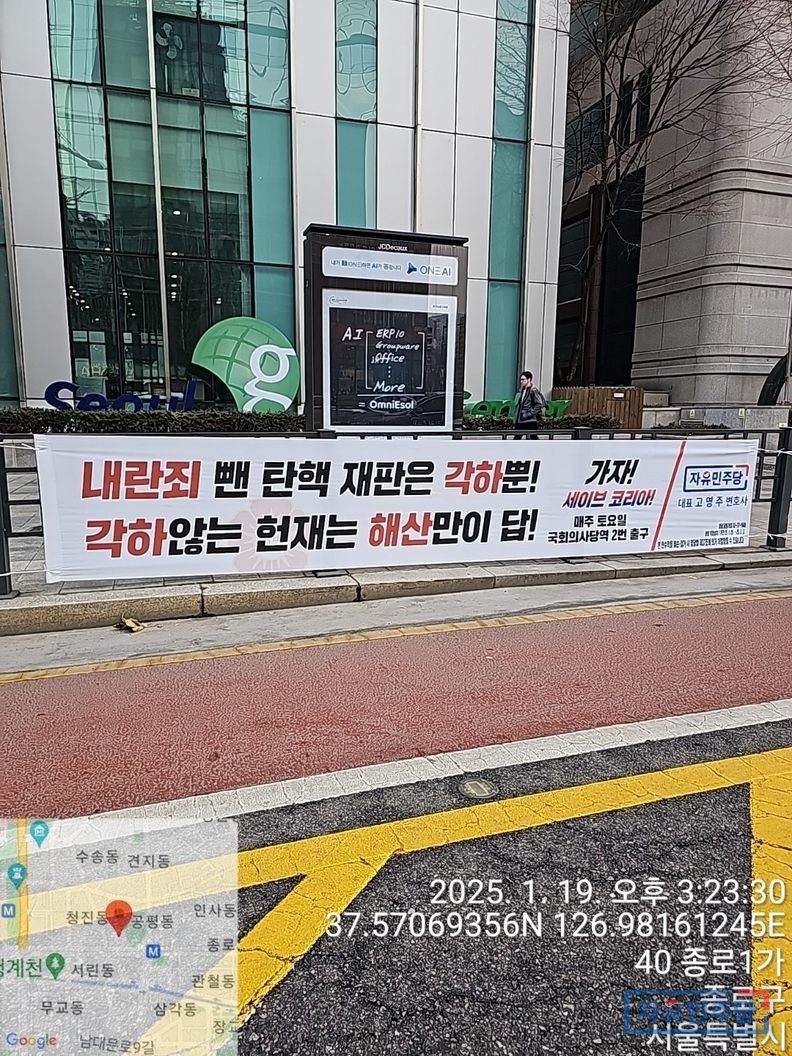 JCDecaux
ONE AI
AI
ERP10
Groupware
Office
More
= OmniEsol
Seoul
g
내란죄 뺀 탄핵 재판은 각하뿐!
각하않는 헌재는 해산만이 답!
가자!
세이브 코리아!
매주 토요일
국회의사당역 2번 출구
자유민주당
대표 고영주 변호사
2025. 1. 19. 오후 3:23:30
37.57069356N 126.98161245E
40 종로1가
종로구
서울특별시
수송동 견지동
청진동 공평동 인사동
종로
서린동
관철동
무교동 삼각동
Google
남대문로9길